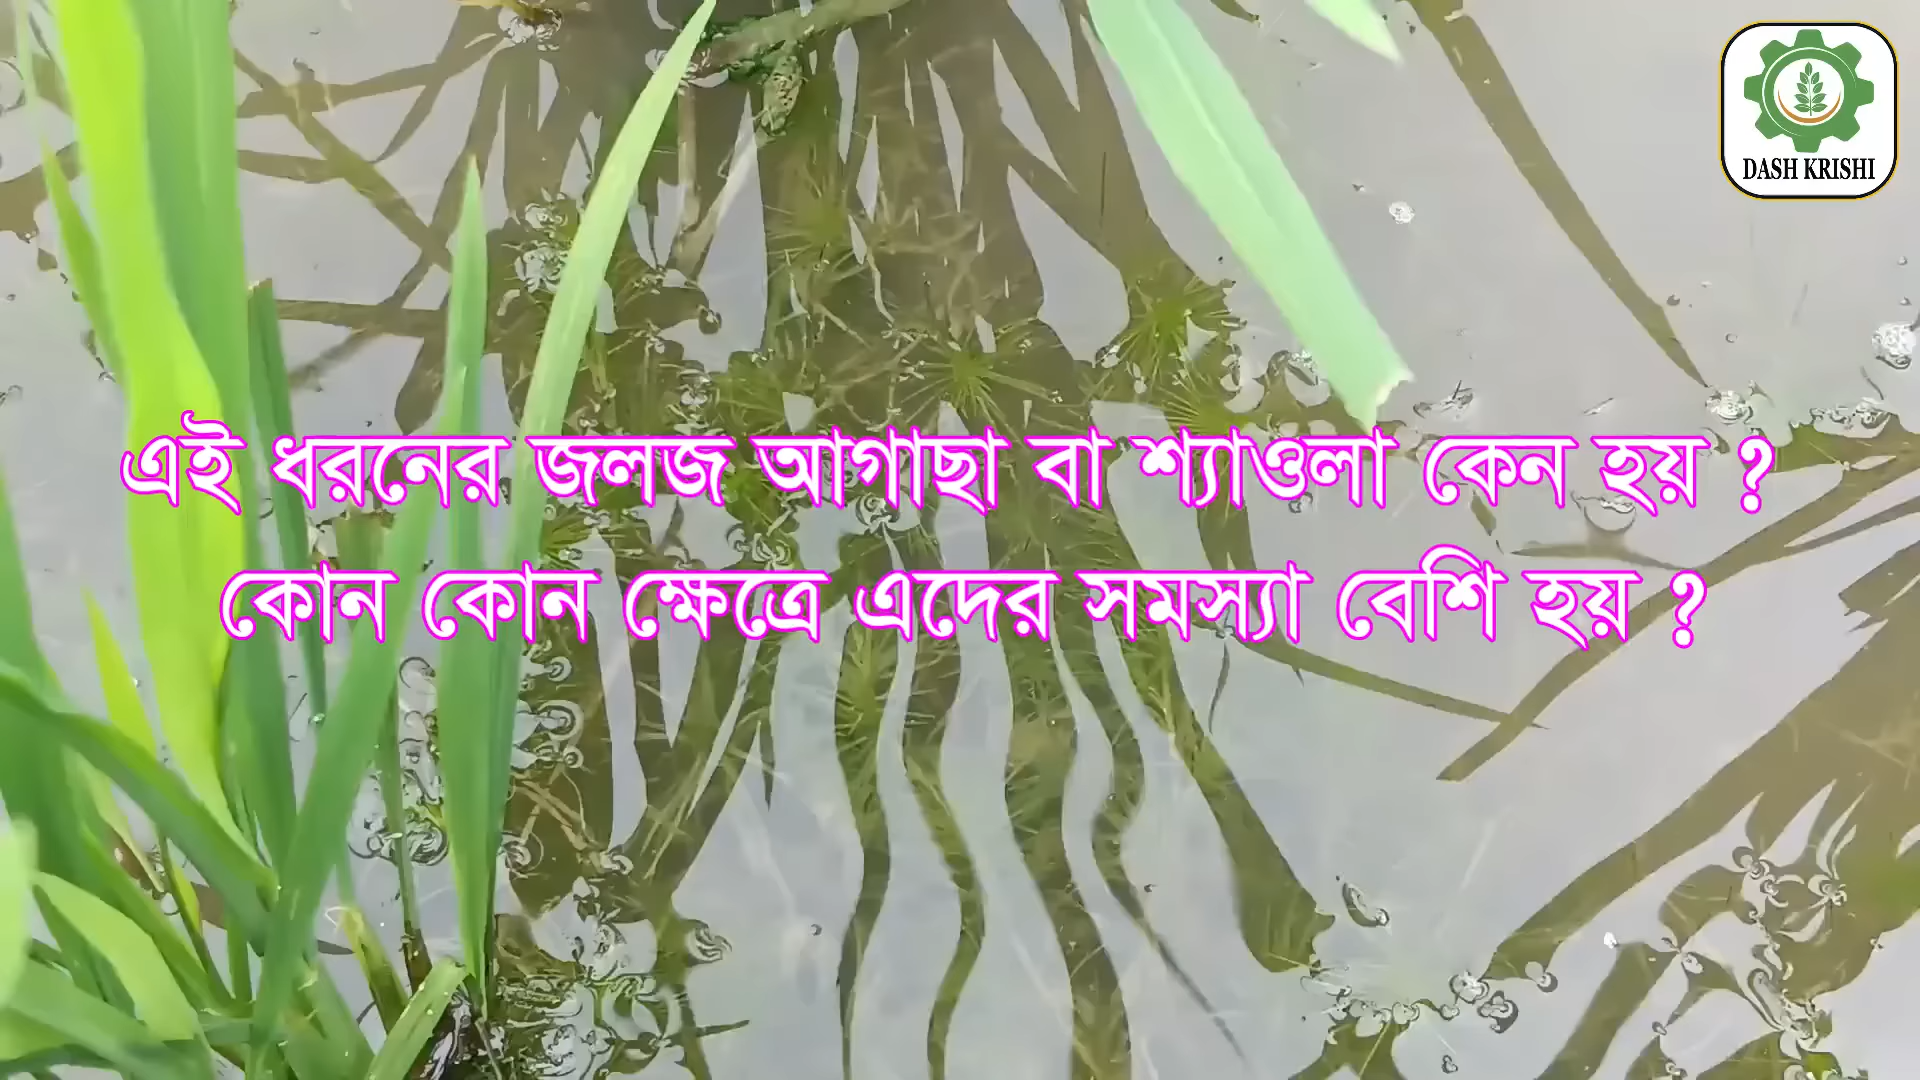 DASH KRISHI
এই ধরনের জলজ আগাছা বা শ্যাওলা কেন হয় ?
কোন কোন ক্ষেত্রে এদের সমস্যা বেশি হয় ?